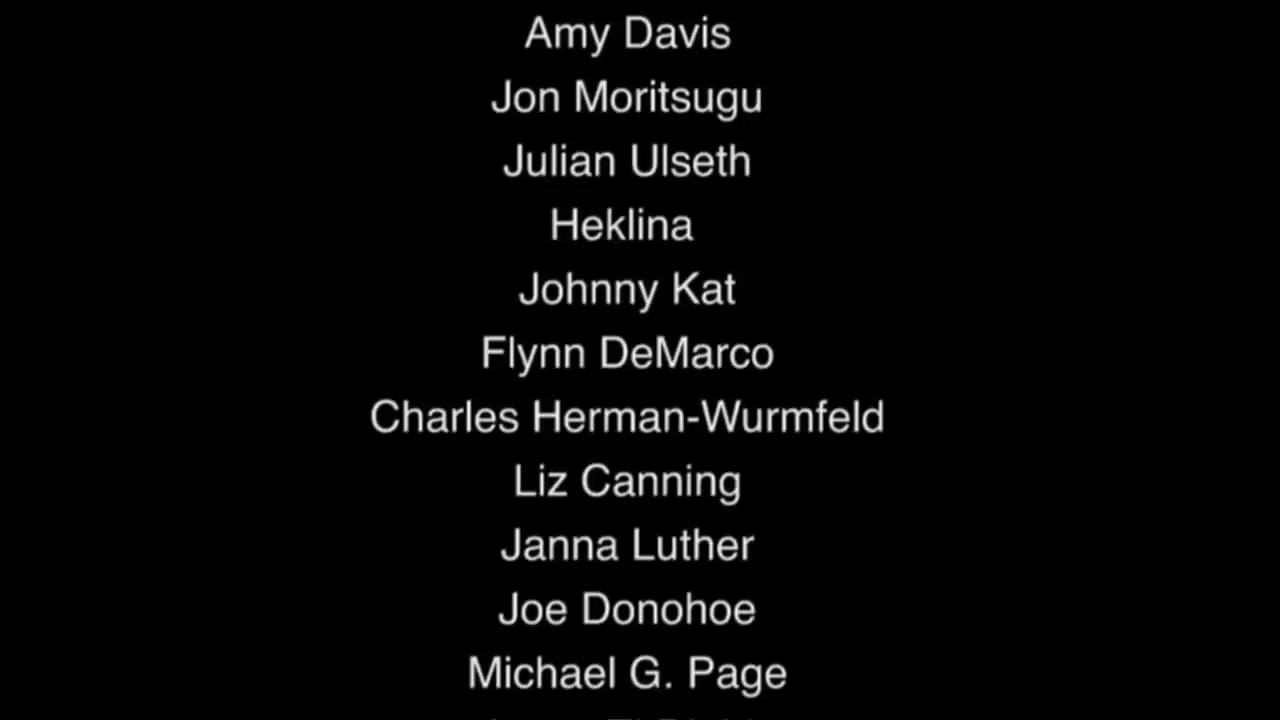 Amy Davis
Jon Moritsugu
Julian Ulseth
Heklina
Johnny Kat
Flynn DeMarco
Charles Herman-Wurmfeld
Liz Canning
Janna Luther
Joe Donohoe
Michael G. Page